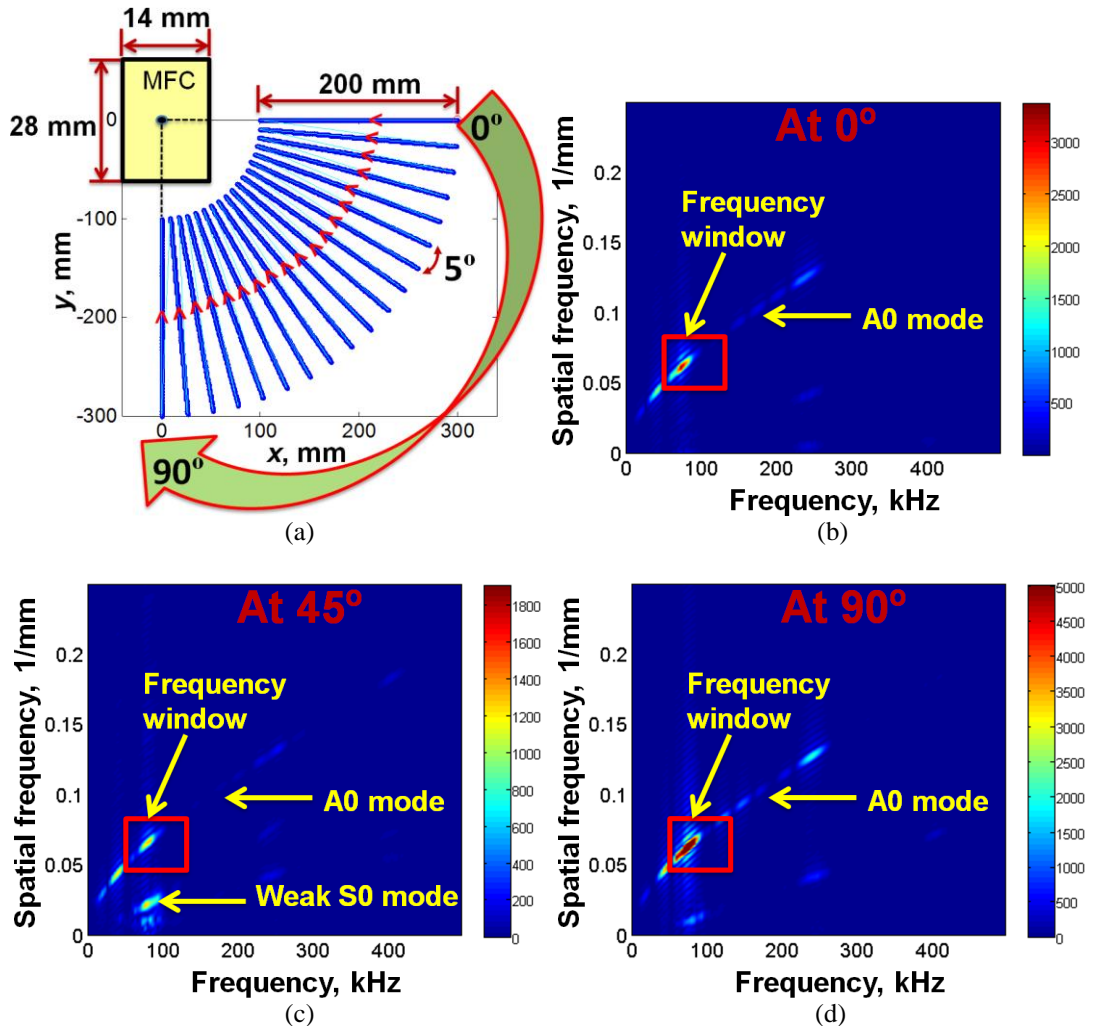 14 mm
MFC
28 mm
200 mm
0
0º
-100
5º
-200
-300
0 100 200 300
y, mm
x, mm
90º
(a)
At 0º
Frequency
window
A0 mode
0.2
0.15
0.1
0.05
0
0 100 200 300 400
Spatial frequency, 1/mm
Frequency, kHz
3000
2500
2000
1500
1000
500
(b)
At 45º
Frequency
window
A0 mode
Weak S0 mode
0.2
0.15
0.1
0.05
0
0 100 200 300 400
Spatial frequency, 1/mm
Frequency, kHz
1800
1600
1400
1200
1000
800
600
400
200
0
(c)
At 90º
Frequency
window
A0 mode
0.2
0.15
0.1
0.05
0
0 100 200 300 400
Spatial frequency, 1/mm
Frequency, kHz
5000
4500
4000
3500
3000
2500
2000
1500
1000
500
0
(d)